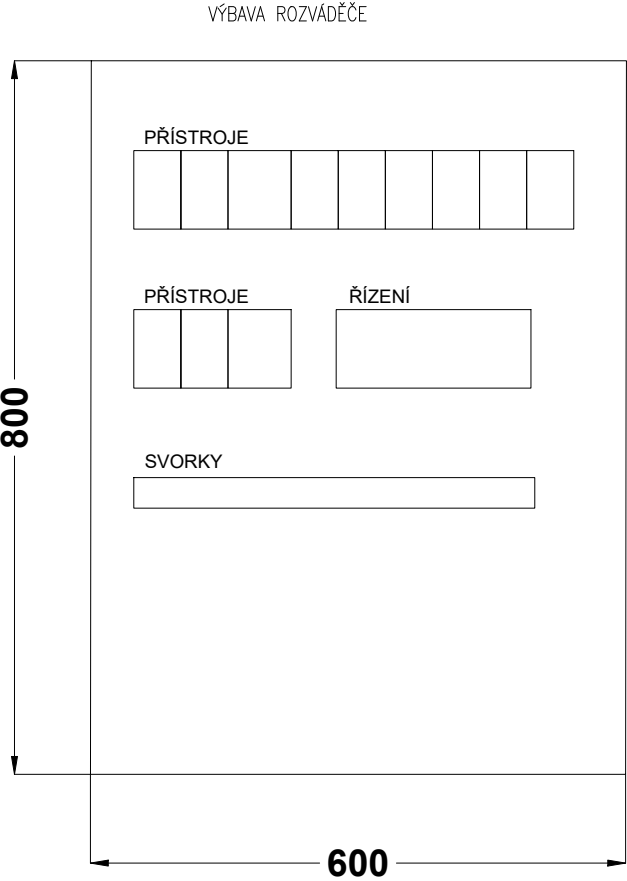 VÝBAVA ROZVÁDĚČE
PŘÍSTROJE
PŘÍSTROJE ŘÍZENÍ
800
SVORKY
600